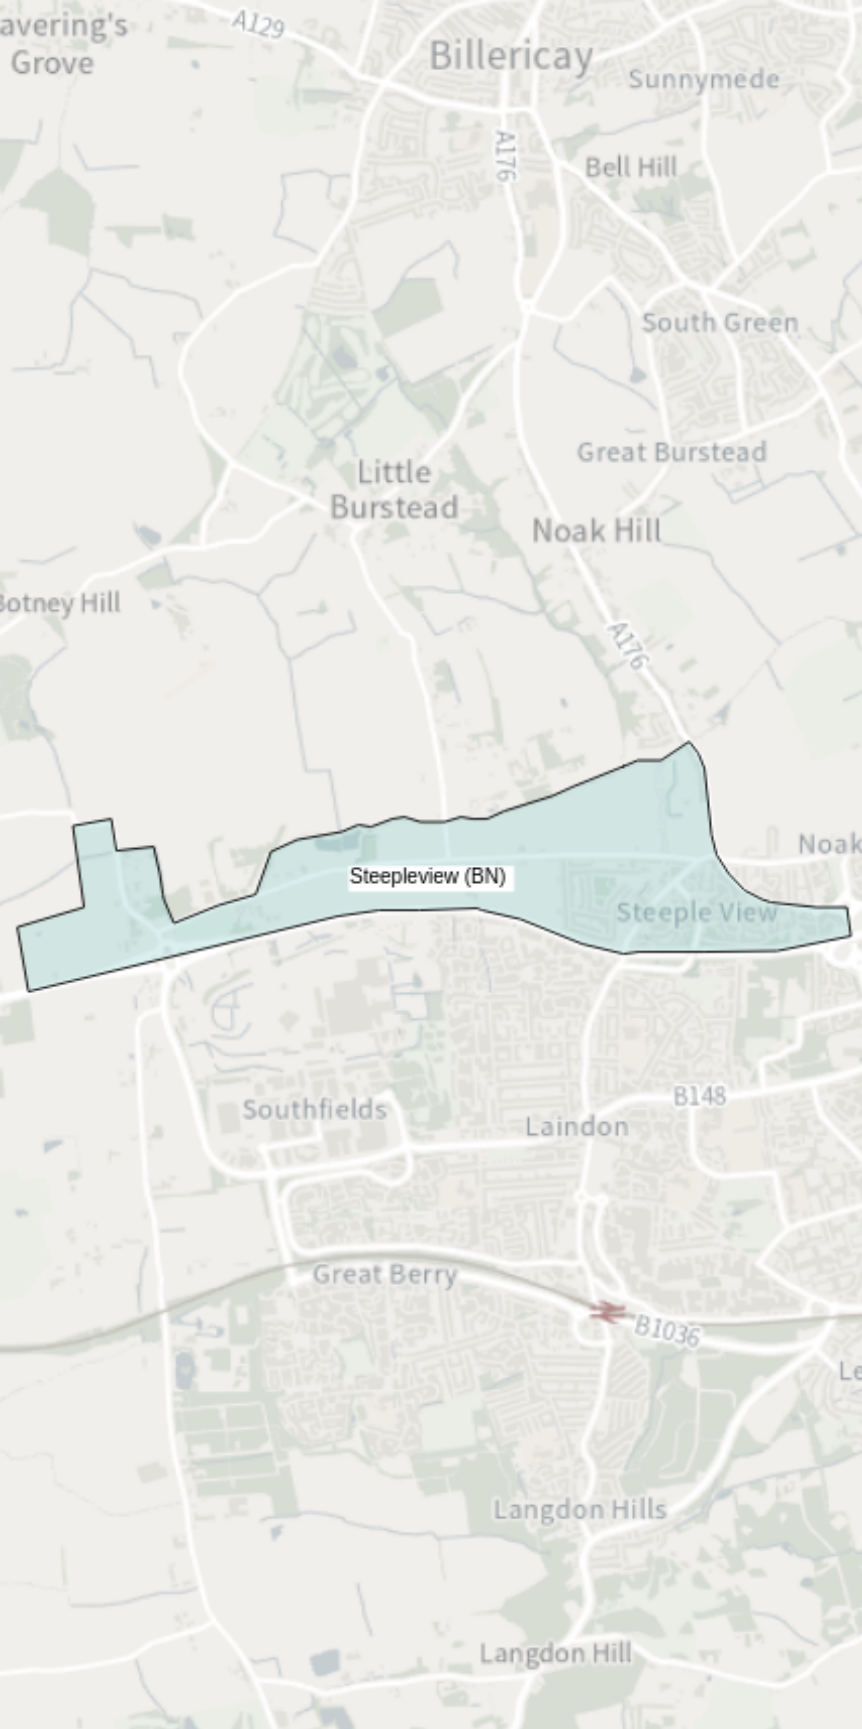 avering's
Grove
A129
Billericay
Sunnymede
A176
Bell Hill
South Green
Great Burstead
Little
Burstead
Noak Hill
Botney Hill
A176
Noak
Steepleview (BN)
Steeple View
B148
Southfields
Laindon
Great Berry
B1036
Le
Langdon Hills
Langdon Hill